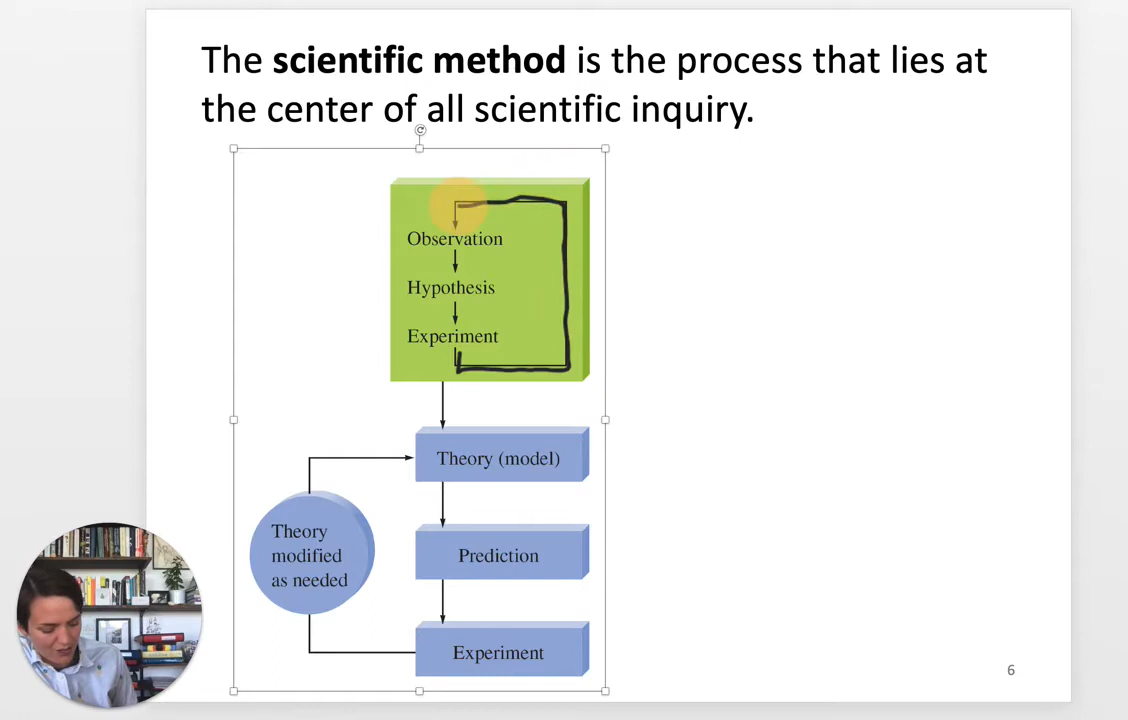 The scientific method is the process that lies at
the center of all scientific inquiry.
Observation
Hypothesis
Experiment
Theory (model)
Theory
modified
as needed
Prediction
Experiment
6